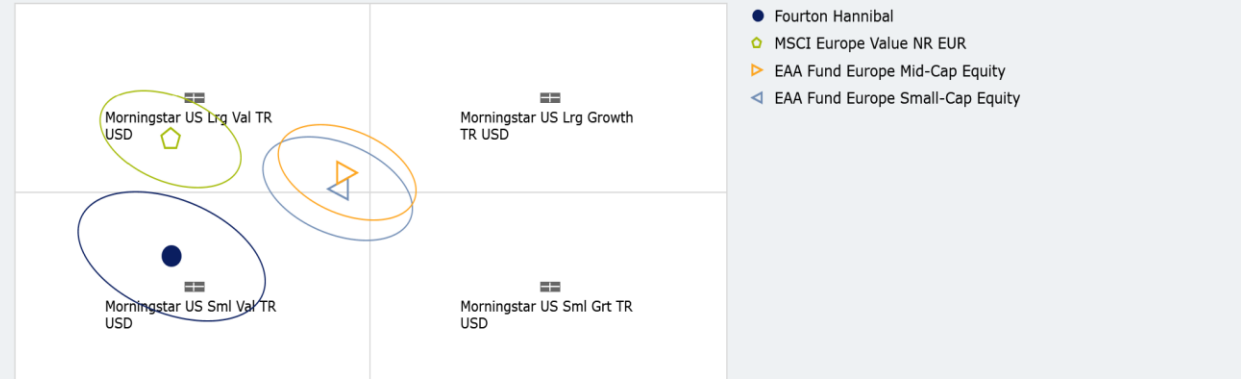 Morningstar US Lrg Val TR
USD
Morningstar US Lrg Growth
TR USD
Morningstar US Sml Val TR
USD
Morningstar US Sml Grt TR
USD
Fourton Hannibal
MSCI Europe Value NR EUR
EAA Fund Europe Mid-Cap Equity
EAA Fund Europe Small-Cap Equity